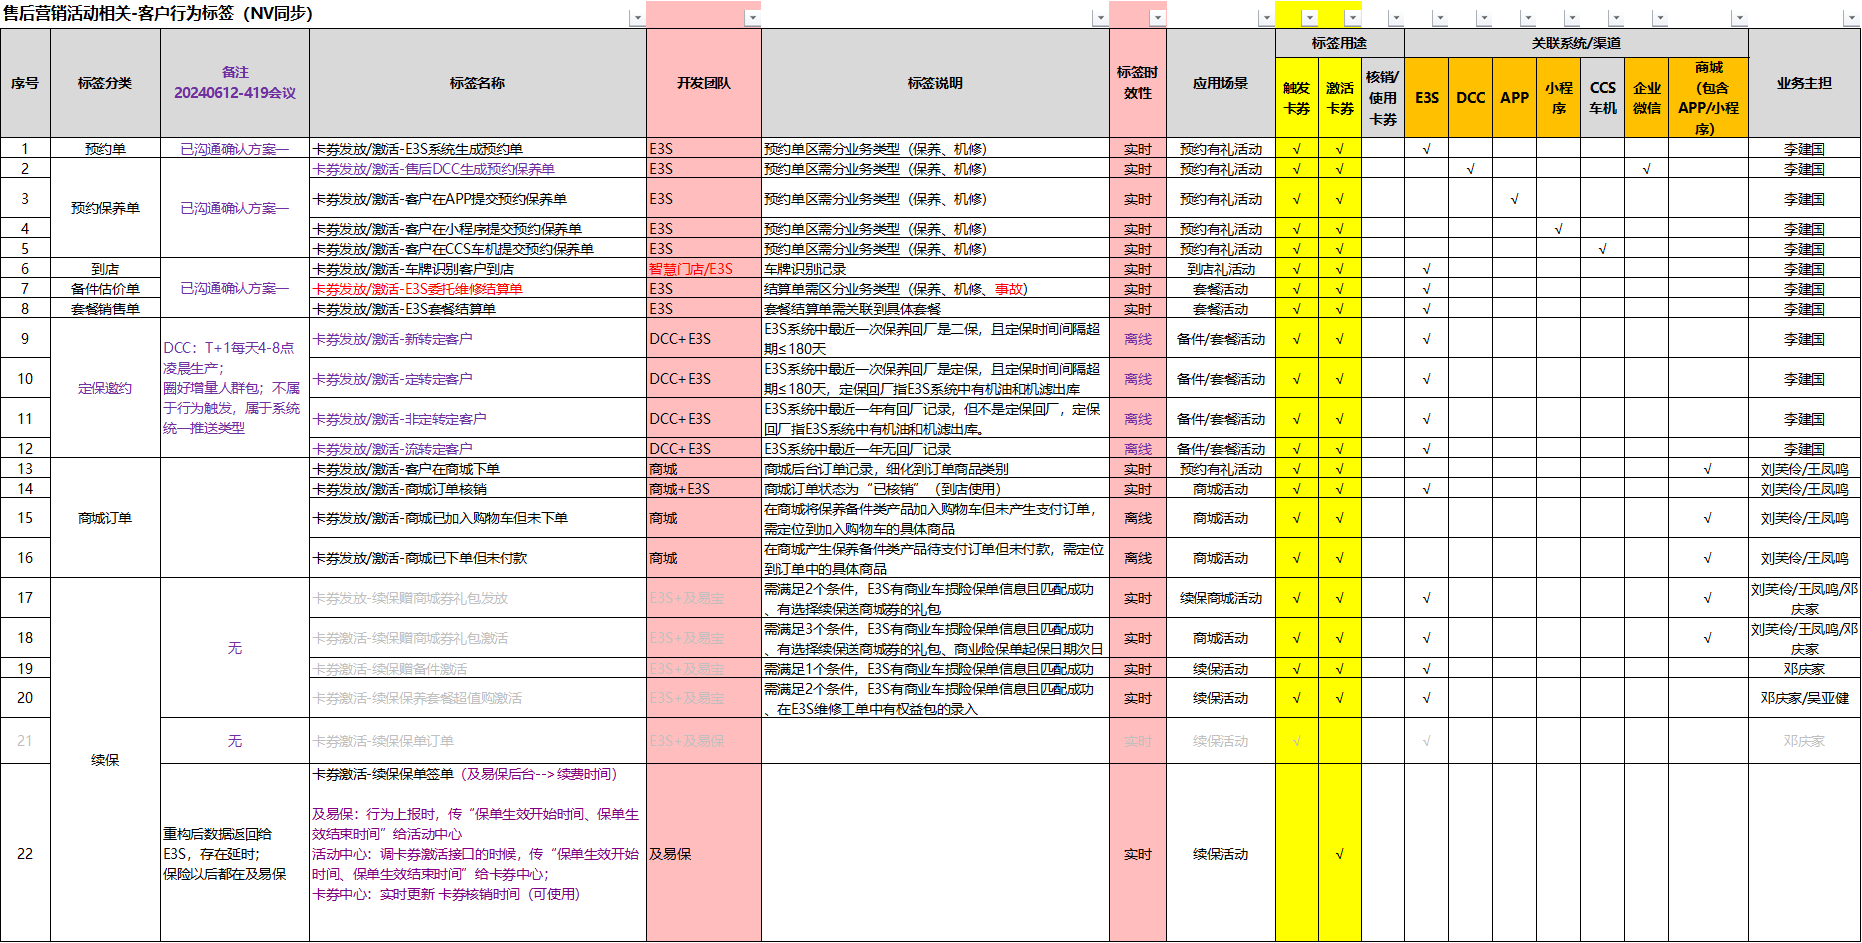 售后营销活动相关-客户行为标签（NV同步）
标签用途 关联系统/渠道
序号 标签分类 备注 20240612-419会议 标签名称 开发团队 标签说明 标签时效性 应用场景 触发卡券 激活卡券 核销/使用卡券 E3S DCC APP 小程序 CCS车机 企业微信 商城（包含APP/小程序） 业务主担
1 预约单 已沟通确认方案一 卡券发放/激活-E3S系统生成预约单 E3S 预约单区需分业务类型（保养、机修） 实时 预约有礼活动 √ √ √ 李建国
2 预约保养单 已沟通确认方案一 卡券发放/激活-售后DCC生成预约保养单 E3S 预约单区需分业务类型（保养、机修） 实时 预约有礼活动 √ √ √ √ 李建国
3 卡券发放/激活-客户在APP提交预约保养单 E3S 预约单区需分业务类型（保养、机修） 实时 预约有礼活动 √ √ √ 李建国
4 卡券发放/激活-客户在小程序提交预约保养单 E3S 预约单区需分业务类型（保养、机修） 实时 预约有礼活动 √ √ √ 李建国
5 卡券发放/激活-客户在CCS车机提交预约保养单 E3S 预约单区需分业务类型（保养、机修） 实时 预约有礼活动 √ √ √ 李建国
6 到店 已沟通确认方案一 卡券发放/激活-车牌识别客户到店 智慧门店/E3S 车牌识别记录 实时 到店礼活动 √ √ √ 李建国
7 备件估价单 卡券发放/激活-E3S委托维修结算单 E3S 结算单需区分业务类型（保养、机修、事故） 实时 套餐活动 √ √ √ 李建国
8 套餐销售单 卡券发放/激活-E3S套餐结算单 E3S 套餐结算单需关联到具体套餐 实时 套餐活动 √ √ √ 李建国
定保邀约
DCC：T+1每天4-8点
凌晨生产；
圈好增量人群包；不属
于行为触发，属于系统
统一推送类型
9 卡券发放/激活-新转定客户 DCC+E3S E3S系统中最近一次保养回厂是二保，且定保时间间隔超
期≤180天 离线 备件/套餐活动 √ √ √ 李建国
10 卡券发放/激活-定转定客户 DCC+E3S E3S系统中最近一次保养回厂是定保，且定保时间间隔超
期≤180天，定保回厂指E3S系统中有机油和机滤出库 离线 备件/套餐活动 √ √ √ 李建国
11 卡券发放/激活-非定转定客户 DCC+E3S E3S系统中最近一年有回厂记录，但不是定保回厂，定保
回厂指E3S系统中有机油和机滤出库。 离线 备件/套餐活动 √ √ √ 李建国
12 卡券发放/激活-流转定客户 DCC+E3S E3S系统中最近一年无回厂记录 离线 备件/套餐活动 √ √ √ 李建国
商城订单
13 卡券发放/激活-客户在商城下单 商城 商城后台订单记录，细化到订单商品类别 实时 预约有礼活动 √ √ √ 刘芙伶/王凤鸣
14 卡券发放/激活-商城订单核销 商城+E3S 商城订单状态为“已核销”（到店使用） 实时 商城活动 √ √ √ 刘芙伶/王凤鸣
15 卡券发放/激活-商城已加入购物车但未下单 商城 在商城将保养备件类产品加入购物车但未产生支付订单，
需定位到加入购物车的具体商品 离线 商城活动 √ √ √ 刘芙伶/王凤鸣
16 卡券发放/激活-商城已下单但未付款 商城 在商城产生保养备件类产品待支付订单但未付款，需定位
到订单中的具体商品 离线 商城活动 √ √ √ 刘芙伶/王凤鸣
续保
无
17 卡券发放-续保赠商城券礼包发放 E3S+及易宝 需满足2个条件，E3S有商业车损险保单信息且匹配成功
、有选择续保送商城券的礼包 实时 续保商城活动 √ √ √ √ 刘芙伶/王凤鸣/邓庆家
18 卡券激活-续保赠商城券礼包激活 E3S+及易宝 需满足3个条件，E3S有商业车损险保单信息且匹配成功
、有选择续保送商城券的礼包、商业险保单起保日期次日 实时 商城活动 √ √ √ √ 刘芙伶/王凤鸣/邓庆家
19 卡券激活-续保赠备件激活 E3S+及易宝 需满足1个条件，E3S有商业车损险保单信息且匹配成功 实时 续保活动 √ √ √ 邓庆家
20 卡券激活-续保保养套餐超值购激活 E3S+及易宝 需满足2个条件，E3S有商业车损险保单信息且匹配成功
、在E3S维修工单中有权益包的录入 实时 续保活动 √ √ √ 邓庆家/吴亚健
21 无 卡券激活-续保保单订单 E3S+及易保 实时 续保活动 √ √ 邓庆家
22
重构后数据返回给
E3S，存在延时；
保险以后都在及易保
卡券激活-续保保单签单（及易保后台-->续费时间）
及易保：行为上报时，传“保单生效开始时间、保单生
效结束时间”给活动中心
活动中心：调卡券激活接口的时候，传“保单生效开始
时间、保单生效结束时间”给卡券中心；
卡券中心：实时更新 卡券核销时间（可使用）
及易保 实时 续保活动 √